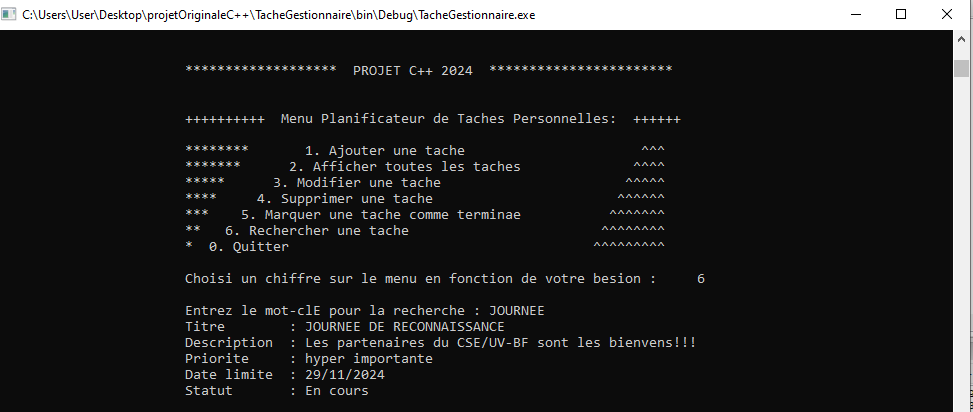 C:\Users\User\Desktop\projetOriginaleC++\TacheGestionnaire\bin\Debug\TacheGestionnaire.exe
******************* PROJET C++ 2024 ***********************
++++++++++ Menu Planificateur de Taches Personnelles: ++++++
******** 1. Ajouter une tache ^^^
******* 2. Afficher toutes les taches ^^^^
***** 3. Modifier une tache ^^^^^
**** 4. Supprimer une tache ^^^^^^
*** 5. Marquer une tache comme terminae ^^^^^^^
** 6. Rechercher une tache ^^^^^^^^
* 0. Quitter ^^^^^^^^^
Choisi un chiffre sur le menu en fonction de votre besion : 6
Entrez le mot-clE pour la recherche : JOURNEE
Titre : JOURNEE DE RECONNAISSANCE
Description : Les partenaires du CSE/UV-BF sont les bienvens!!!
Priorite : hyper importante
Date limite : 29/11/2024
Statut : En cours